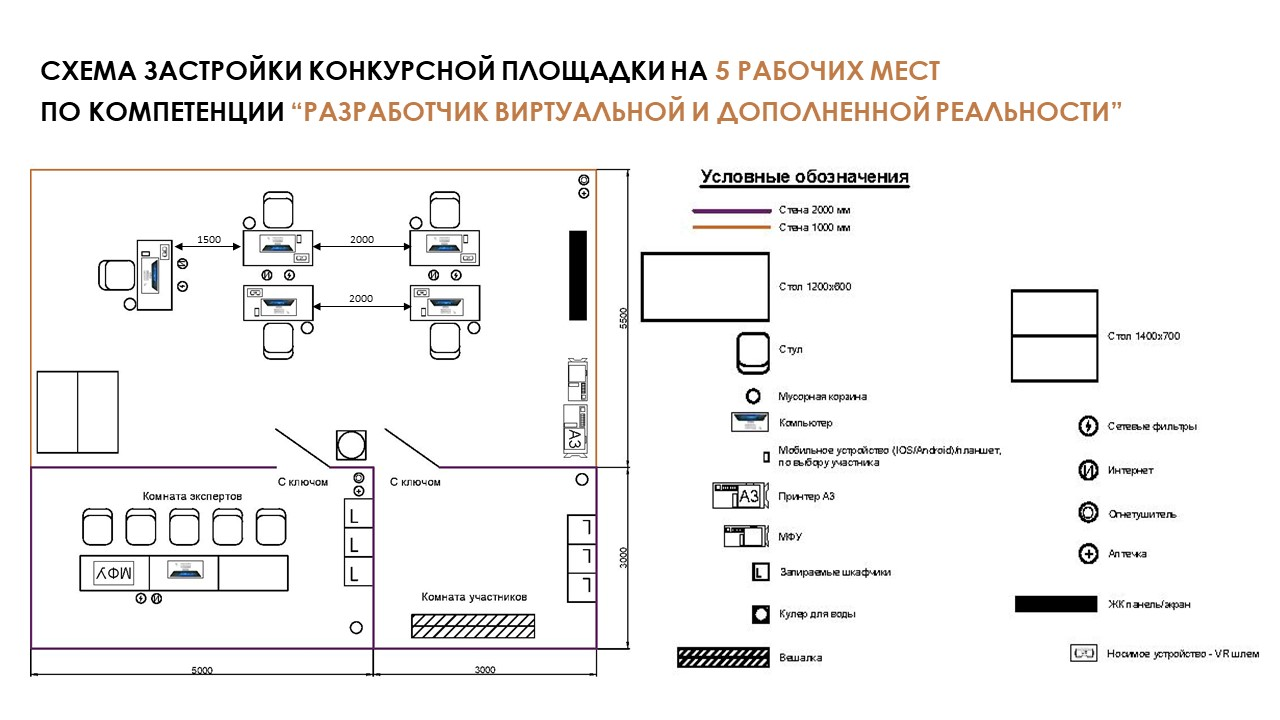 СХЕМА ЗАСТРОЙКИ КОНКУРСНОЙ ПЛОЩАДКИ НА 5 РАБОЧИХ МЕСТ
ПО КОМПЕТЕНЦИИ “РАЗРАБОТЧИК ВИРТУАЛЬНОЙ И ДОПОЛНЕННОЙ РЕАЛЬНОСТИ”
1500
2000
2000
5500
А3
С ключом
С ключом
Комната экспертов
МФУ
L
L
L
L
L
L
Комната участников
3000
5000
3000
Условные обозначения
Стена 2000 мм
Стена 1000 мм
Стол 1200х600
Стул
Мусорная корзина
Компьютер
Мобильное устройство (IOS/Android)/планшет,
по выбору участника
А3
Принтер А3
МФУ
L
Запираемые шкафчики
Кулер для воды
Вешалка
Стол 1400х700
Сетевые фильтры
Интернет
Огнетушитель
Аптечка
ЖК панель/экран
Носимое устройство - VR шлем